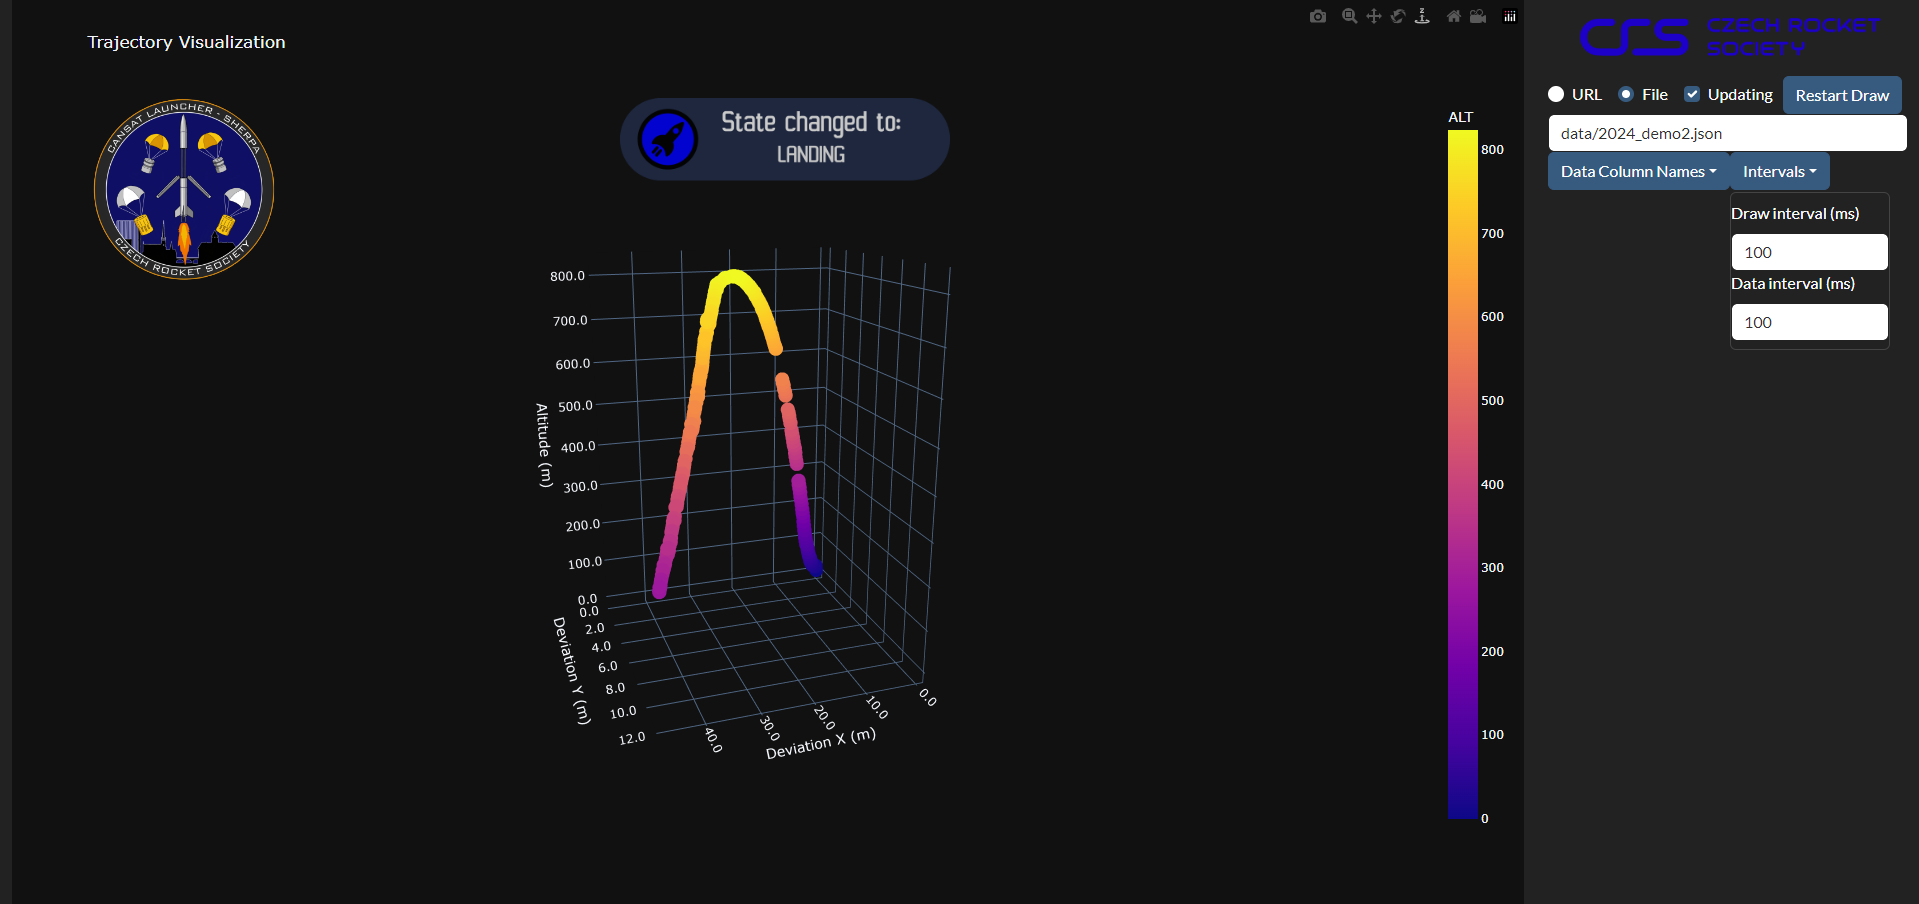 Trajectory Visualization
CANSAT LAUNCHER - SHERPA
CZECH ROCKET SOCIETY
State changed to:
LANDING
800.0
700.0
600.0
500.0
400.0
300.0
200.0
100.0
0.0
Altitude (m)
0.0
2.0
4.0
6.0
8.0
10.0
12.0
Deviation Y (m)
40.0
30.0
20.0
10.0
0.0
Deviation X (m)
ALT
800
700
600
500
400
300
200
100
0
crs CZECH ROCKET
SOCIETY
URL File Updating Restart Draw
data/2024_demo2.json
Data Column Names Intervals
Draw interval (ms)
100
Data interval (ms)
100